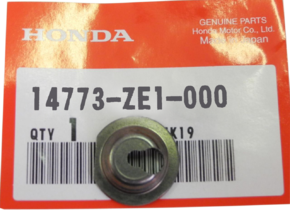 HONDA
GENUINE PARTS
Honda Motor Co., Ltd.
Made in Japan
14773-ZE1-000
QTY 1 K19